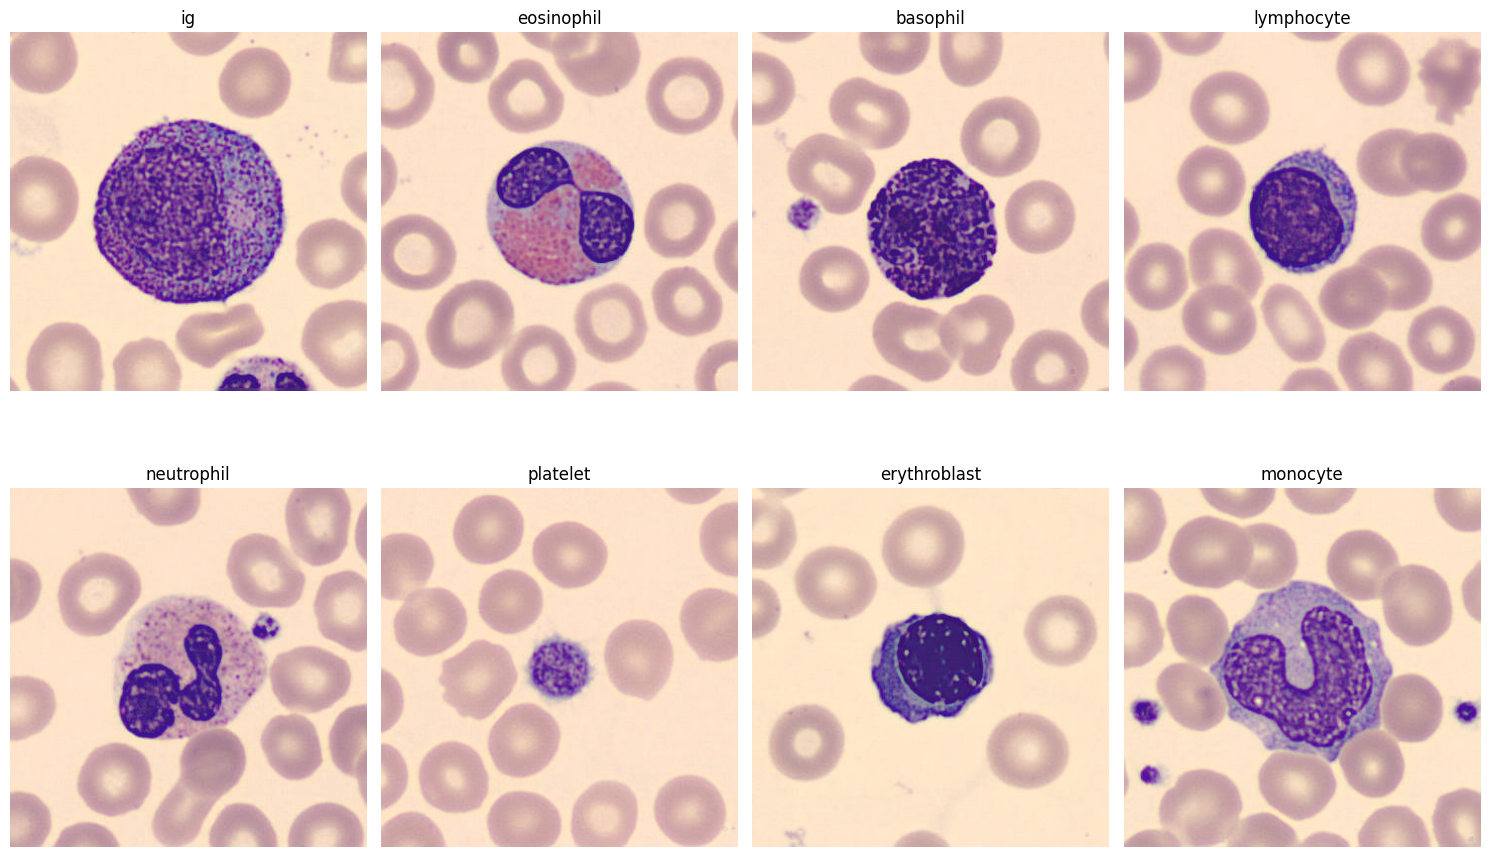 ig
eosinophil
basophil
lymphocyte
neutrophil
platelet
erythroblast
monocyte